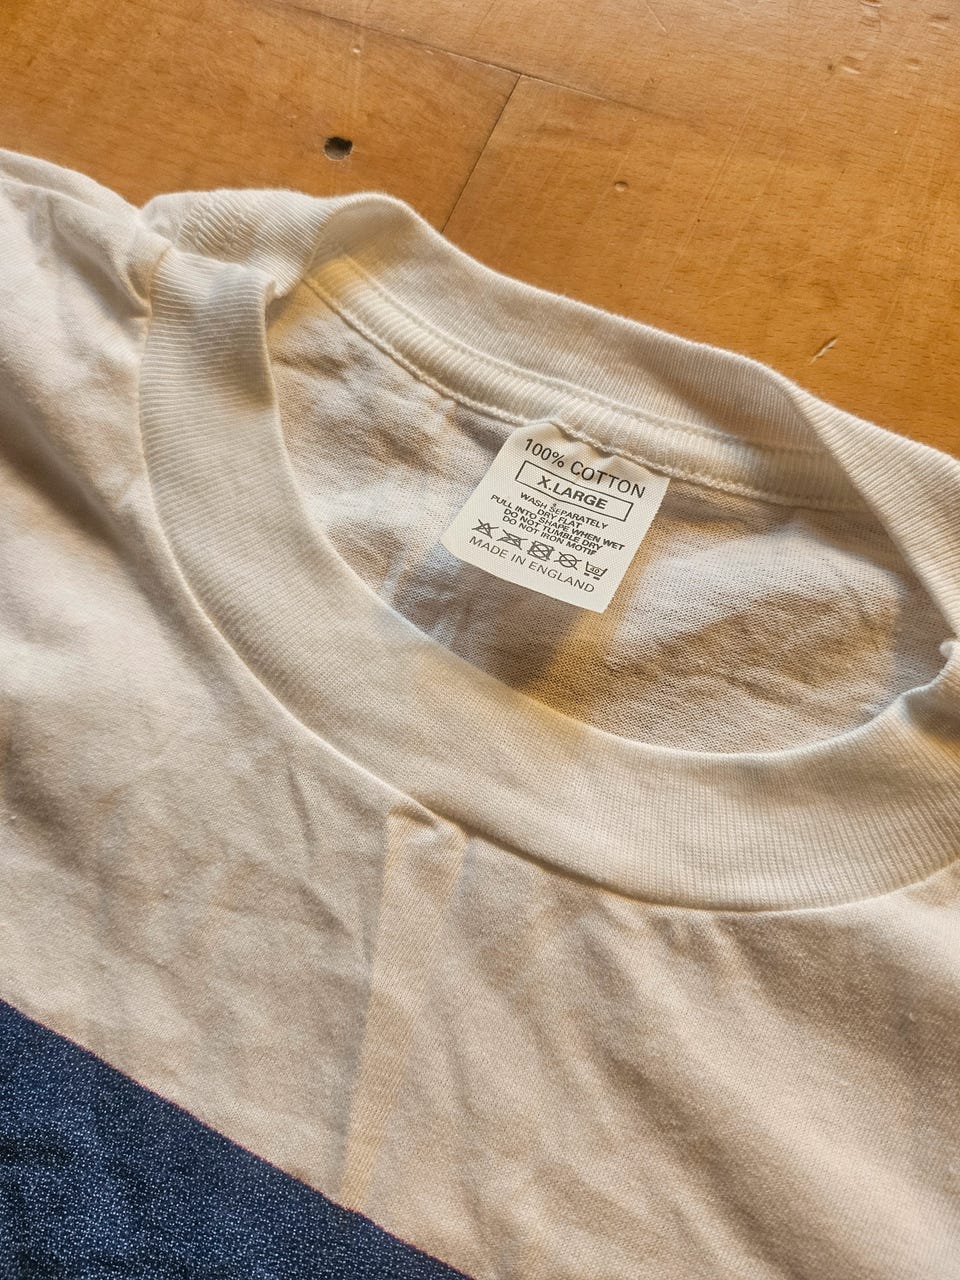 100% COTTON
X.LARGE
WASH SEPARATELY
DRY FLAT
PULL INTO SHAPE WHEN WET
DO NOT TUMBLE DRY
DO NOT IRON MOTIF
40
MADE IN ENGLAND